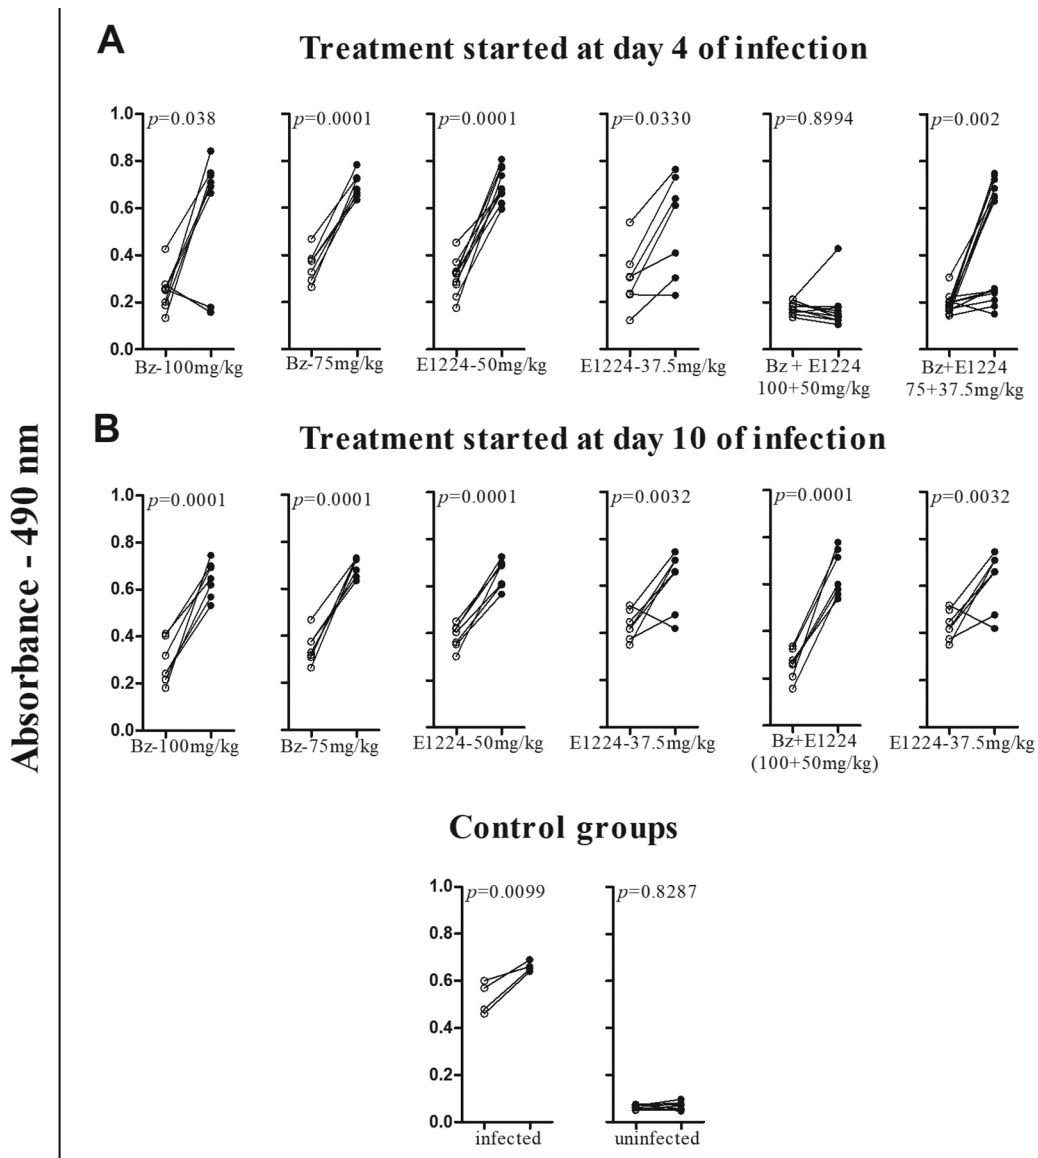 A
Treatment started at day 4 of infection
1.0
0.8
0.6
0.4
0.2
0.0
p=0.038
p=0.0001
p=0.0001
p=0.0330
p=0.8994
p=0.002
Bz-100mg/kg
Bz-75mg/kg
E1224-50mg/kg
E1224-37.5mg/kg
Bz + E1224
100+50mg/kg
Bz+E1224
75+37.5mg/kg
B
Treatment started at day 10 of infection
Absorbance - 490 nm
1.0
0.8
0.6
0.4
0.2
0.0
p=0.0001
p=0.0001
p=0.0001
p=0.0032
p=0.0001
p=0.0032
Bz-100mg/kg
Bz-75mg/kg
E1224-50mg/kg
E1224-37.5mg/kg
Bz+E1224
(100+50mg/kg)
E1224-37.5mg/kg
Control groups
1.0
0.8
0.6
0.4
0.2
0.0
p=0.0099
p=0.8287
infected
uninfected